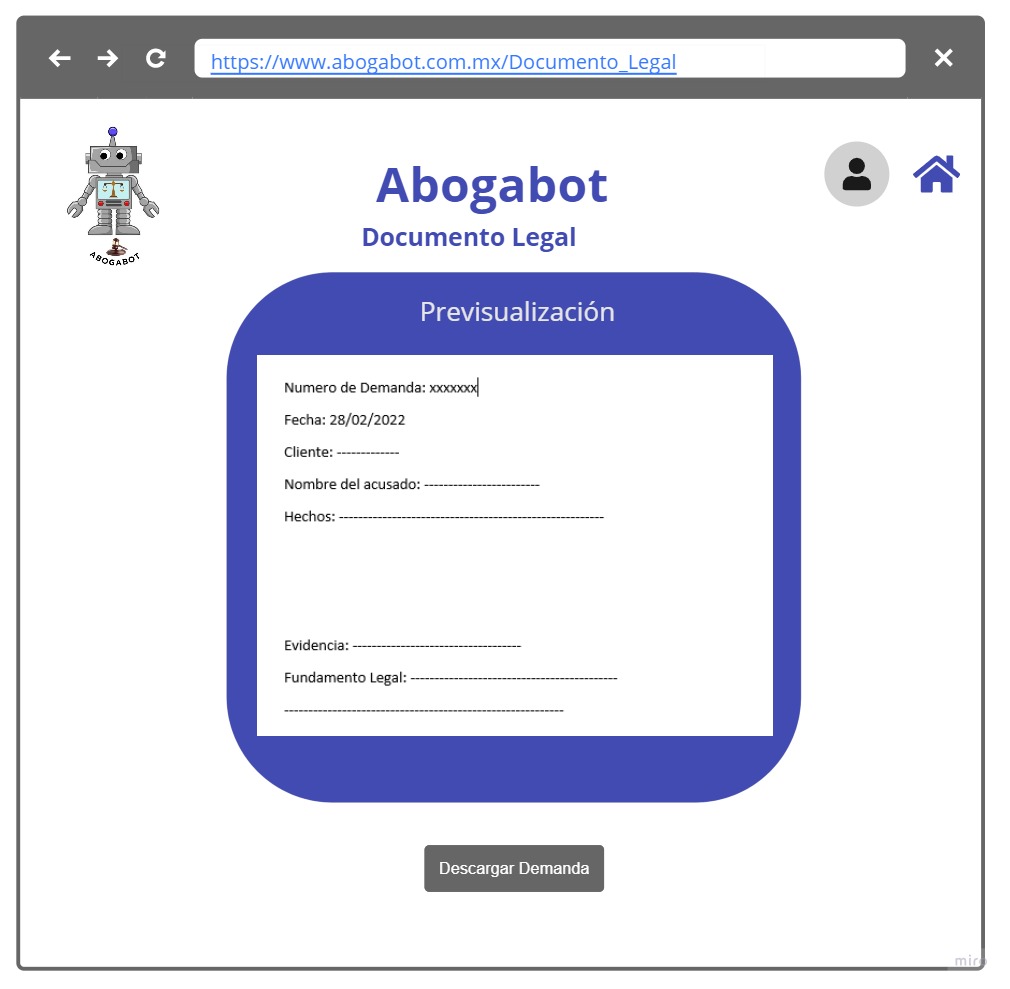 https://www.abogabot.com.mx/Documento_Legal
Abogabot
ABOGABOT
Documento Legal
Previsualización
Numero de Demanda: xxxxxxx
Fecha: 28/02/2022
Cliente: -------------
Nombre del acusado: ------------------------
Hechos: -------------------------------------------------------
Evidencia: -----------------------------------
Fundamento Legal: -------------------------------------------
----------------------------------------------------------
Descargar Demanda
miro